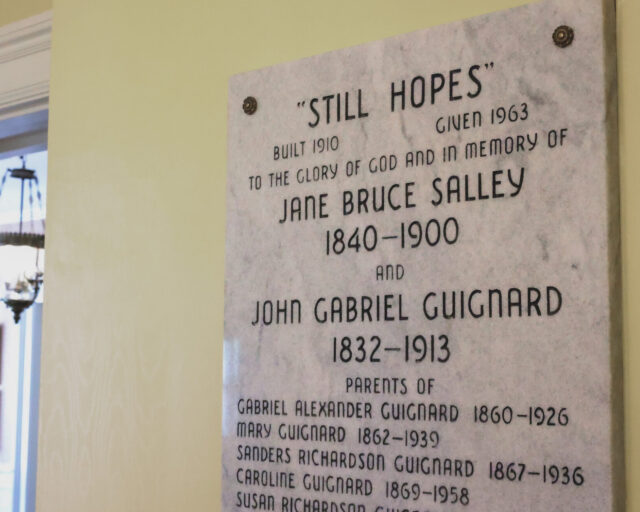 "STILL HOPES"
BUILT 1910 GIVEN 1963
TO THE GLORY OF GOD AND IN MEMORY OF
JANE BRUCE SALLEY
1840-1900
AND
JOHN GABRIEL GUIGNARD
1832-1913
PARENTS OF
GABRIEL ALEXANDER GUIGNARD 1860-1926
MARY GUIGNARD 1862-1939
SANDERS RICHARDSON GUIGNARD 1867-1936
CAROLINE GUIGNARD 1869-1958
SUSAN RICHARDSON